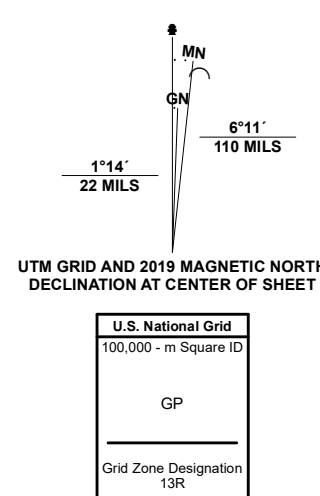 MN
GN
6°11´
110 MILS
1°14´
22 MILS
UTM GRID AND 2019 MAGNETIC NORTH
DECLINATION AT CENTER OF SHEET
U.S. National Grid
100,000 - m Square ID
GP
Grid Zone Designation
13R